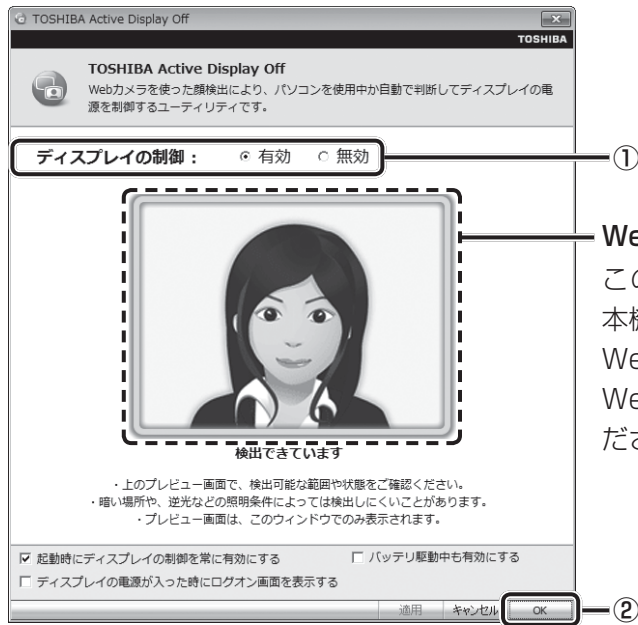 TOSHIBA Active Display Off
TOSHIBA
TOSHIBA Active Display Off
Webカメラを使った顔検出により、パソコンを使用中か自動で判断してディスプレイの電
源を制御するユーティリティです。
ディスプレイの制御： 有効 無効
①
We
この
本機
We
We
ださ
検出できています
・上のプレビュー画面で、検出可能な範囲や状態をご確認ください。
・暗い場所や、逆光などの照明条件によっては検出しにくいことがあります。
・プレビュー画面は、このウィンドウでのみ表示されます。
起動時にディスプレイの制御を常に有効にする バッテリ駆動中も有効にする
ディスプレイの電源が入った時にログオン画面を表示する
適用 キャンセル OK
②